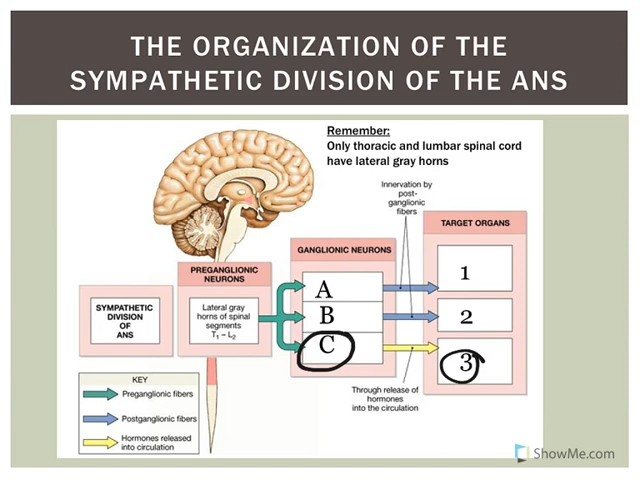 THE ORGANIZATION OF THE
SYMPATHETIC DIVISION OF THE ANS
Remember:
Only thoracic and lumbar spinal cord
have lateral gray horns
Innervation by
post-
ganglionic
fibers
TARGET ORGANS
GANGLIONIC NEURONS
PREGANGLIONIC
NEURONS
SYMPATHETIC
DIVISION
OF
ANS
Lateral gray
horns of spinal
segments
T₁ – L₂
A
B
C
1
2
3
Through release of
hormones
into the circulation
KEY
Preganglionic fibers
Postganglionic fibers
Hormones released
into circulation
ShowMe.com